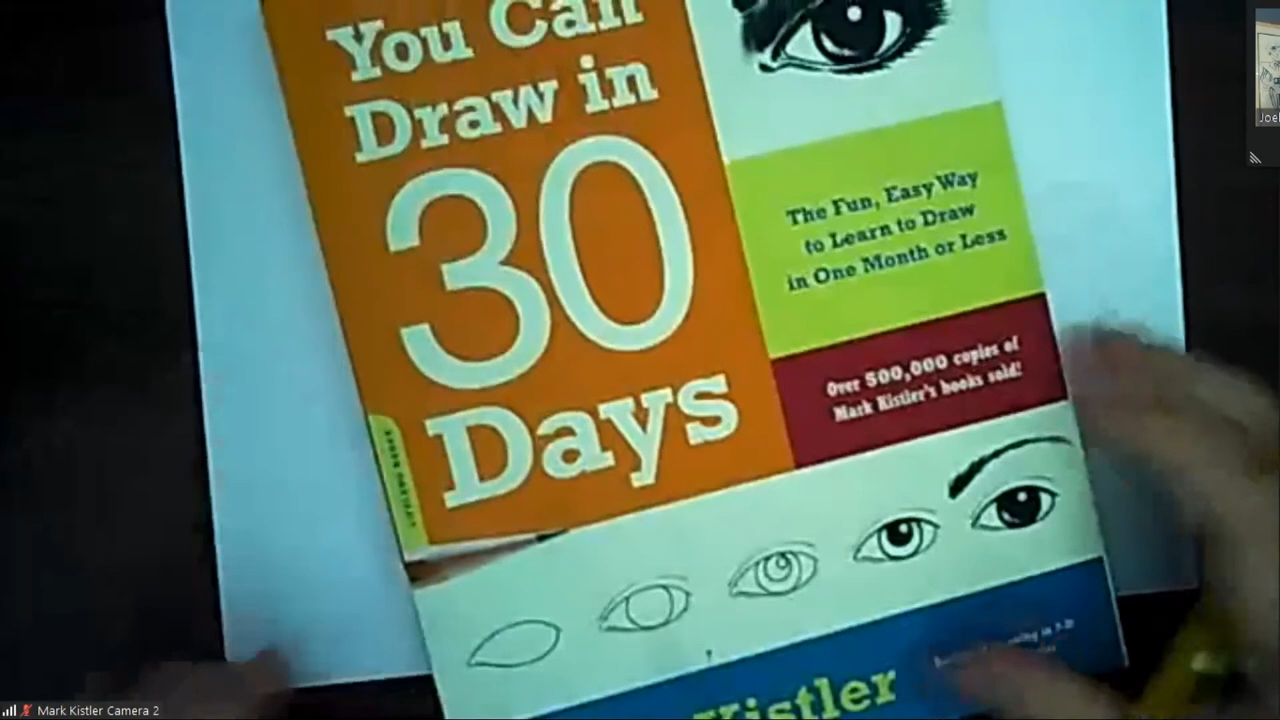 You Can
Draw in
30
Days
The Fun, Easy Way
to Learn to Draw
in One Month or Less
Over 500,000 copies of
Mark Kistler's books sold!
Kistler
Mark Kistler Camera 2